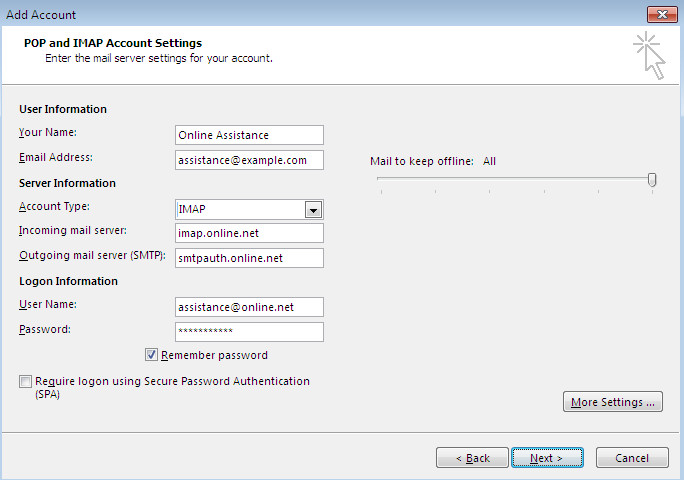 Add Account
POP and IMAP Account Settings
Enter the mail server settings for your account.
User Information
Your Name: Online Assistance
Email Address: assistance@example.com
Mail to keep offline: All
Server Information
Account Type: IMAP
Incoming mail server: imap.online.net
Outgoing mail server (SMTP): smtpauth.online.net
Logon Information
User Name: assistance@online.net
Password: ***********
Remember password
Require logon using Secure Password Authentication
(SPA)
More Settings ...
< Back Next > Cancel